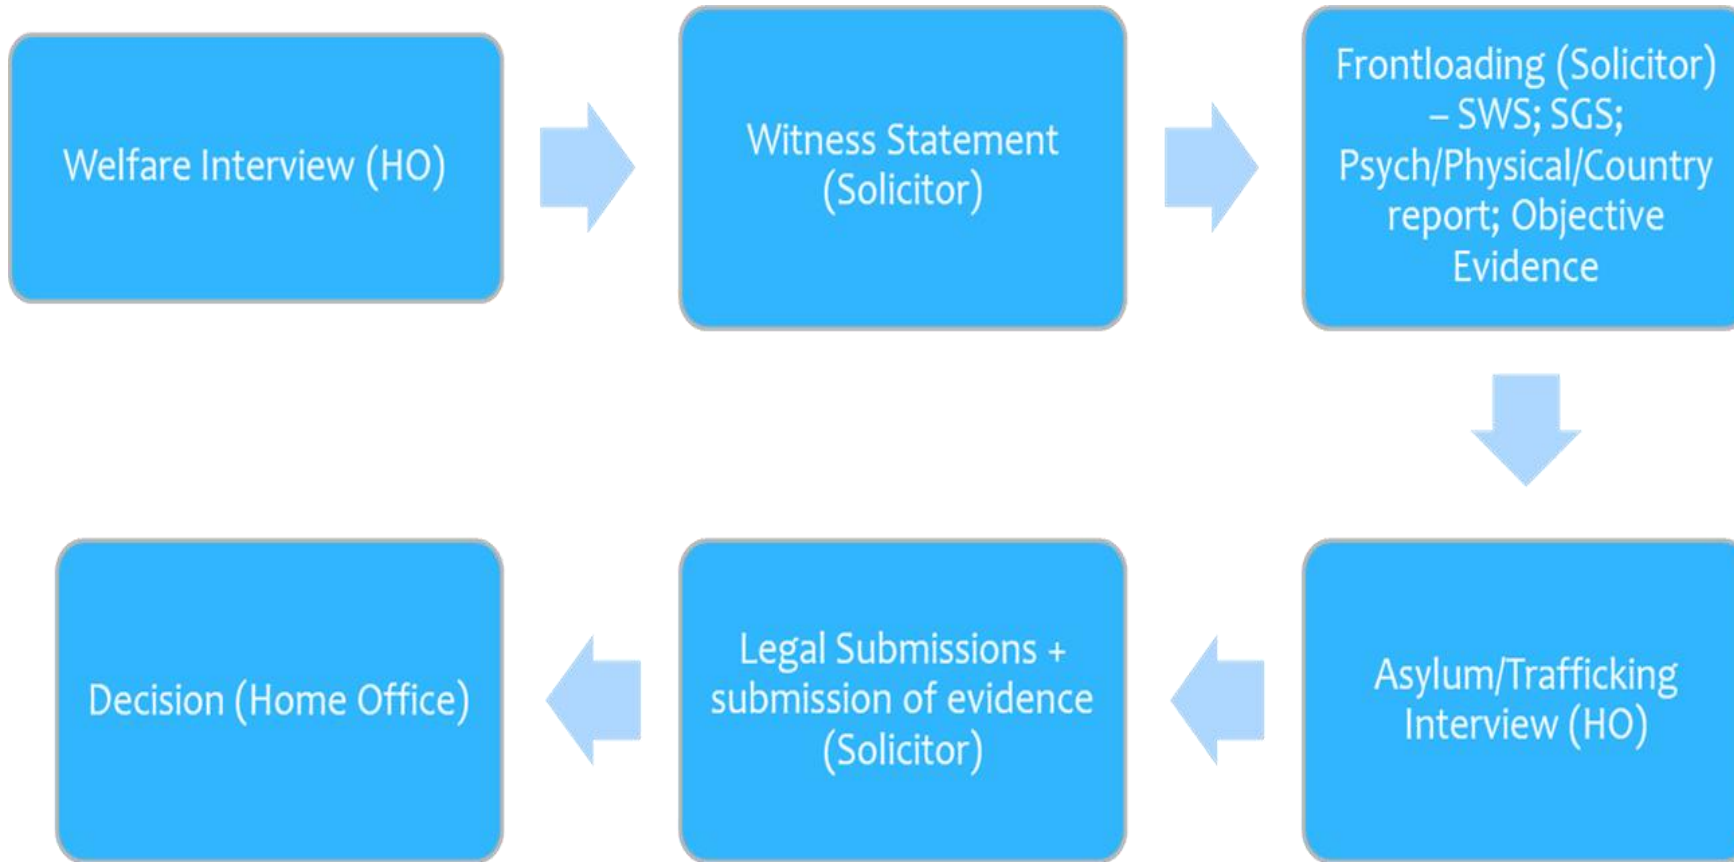 Welfare Interview (HO)
Witness Statement
(Solicitor)
Frontloading (Solicitor)
– SWS; SGS;
Psych/Physical/Country
report; Objective
Evidence
Asylum/Trafficking
Interview (HO)
Legal Submissions +
submission of evidence
(Solicitor)
Decision (Home Office)